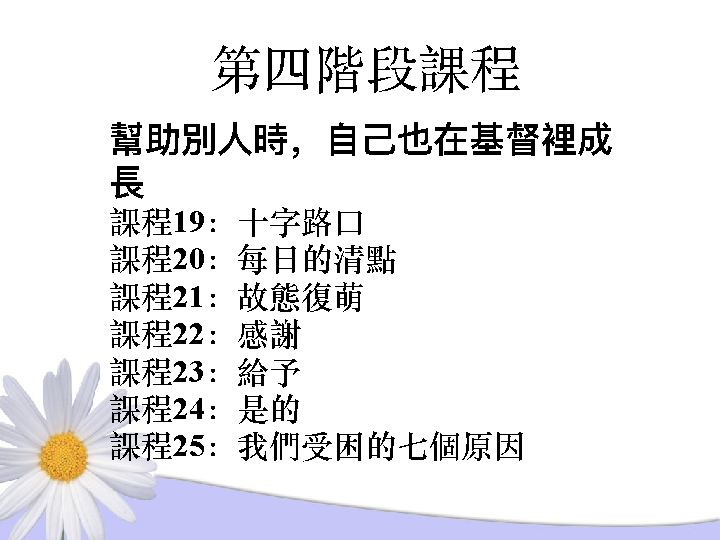 第四階段課程
幫助別人時，自己也在基督裡成
長
課程19：十字路口
課程20：每日的清點
課程21：故態復萌
課程22：感謝
課程23：給予
課程24：是的
課程25：我們受困的七個原因